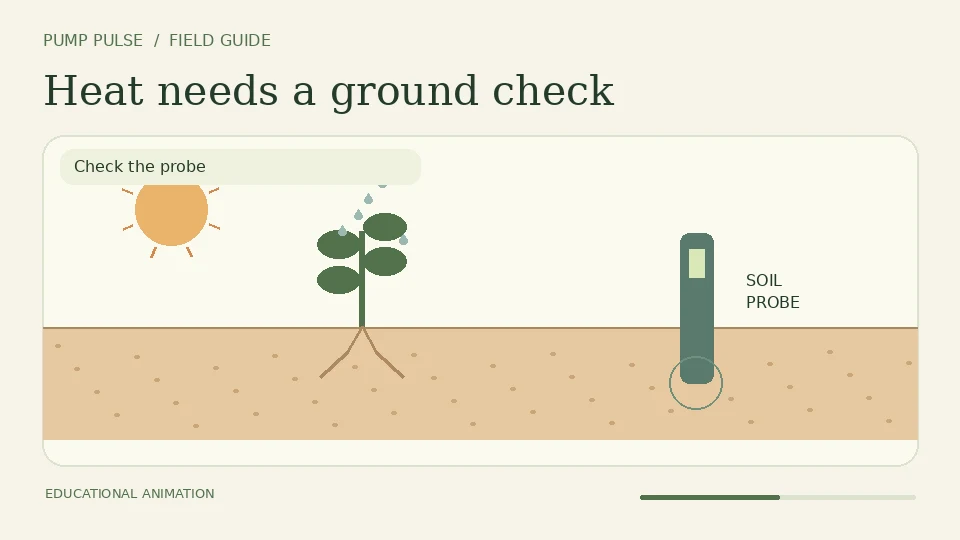 PUMP PULSE / FIELD GUIDE
Heat needs a ground check
Check the probe
SOIL
PROBE
EDUCATIONAL ANIMATION